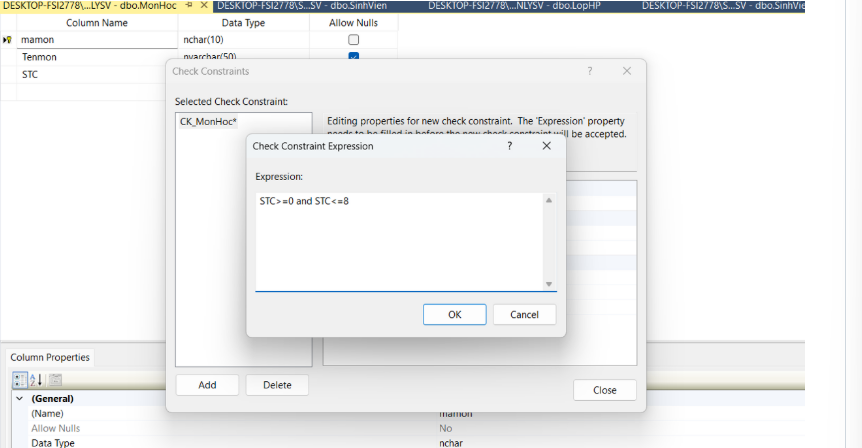 DESKTOP-FSI2778\...LYSV - dbo.MonHoc DESKTOP-FSI2778\S...SV - dbo.SinhVien DESKTOP-FSI2778\...NLYSV - dbo.LopHP DESKTOP-FSI2778\S...SV - dbo.SinhVie
Column Name Data Type Allow Nulls
mamon nchar(10)
Tenmon nvarchar(50)
STC
Check Constraints ?
Selected Check Constraint:
CK_MonHoc*
Editing properties for new check constraint. The 'Expression' property
needs to be filled in before the new check constraint will be accepted.
Check Constraint Expression ?
Expression:
STC>=0 and STC<=8
OK Cancel
Add Delete
Close
Column Properties
(General)
(Name) mamon
Allow Nulls No
Data Type nchar